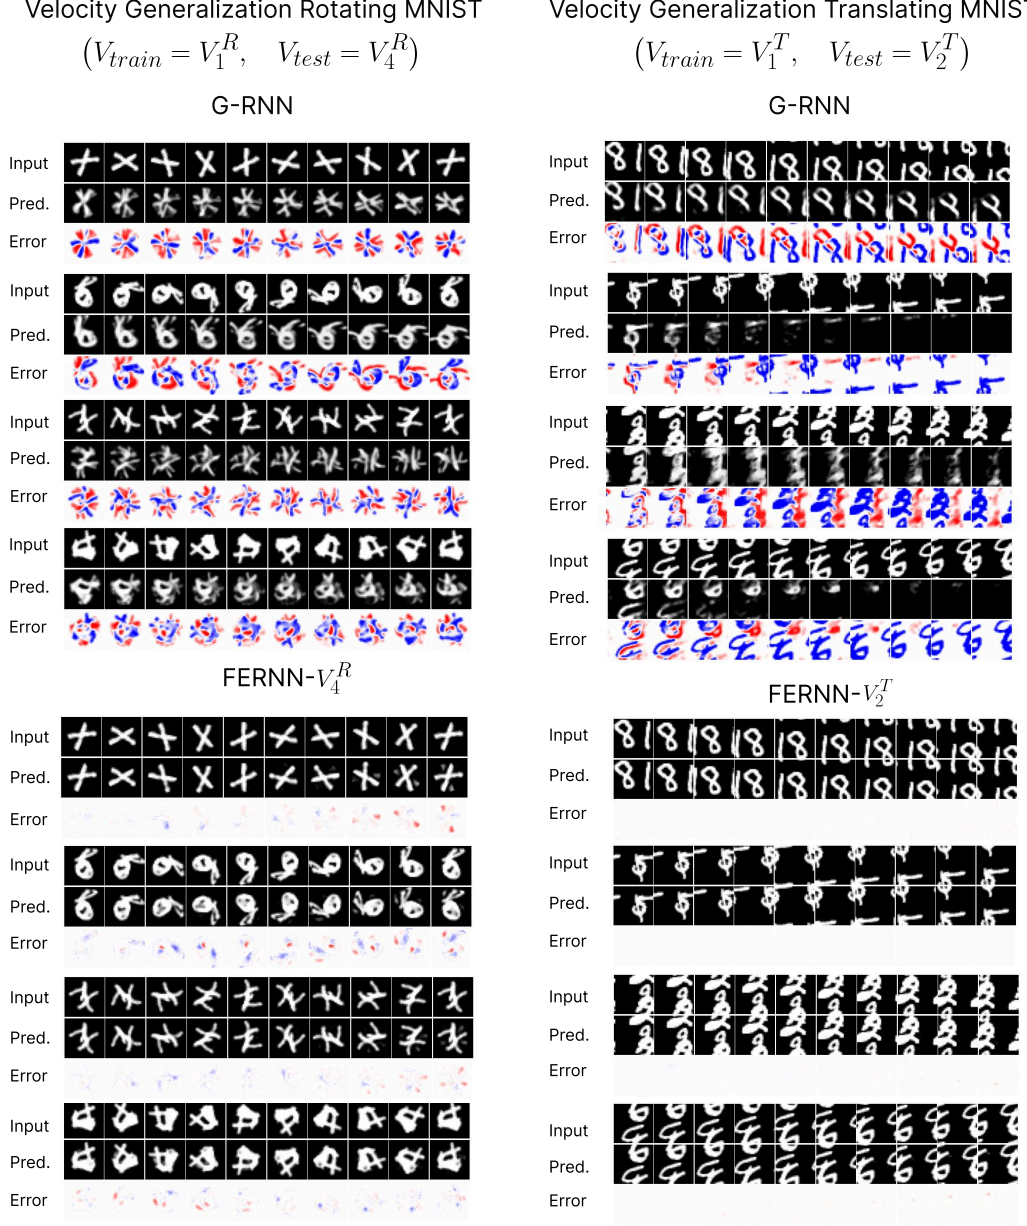 Velocity Generalization Rotating MNIST
(V_train = V_1^R, V_test = V_4^R)
G-RNN
Input
Pred.
Error
Input
Pred.
Error
Input
Pred.
Error
Input
Pred.
Error
FERNN-V_4^R
Input
Pred.
Error
Input
Pred.
Error
Input
Pred.
Error
Input
Pred.
Error
Velocity Generalization Translating MNIST
(V_train = V_1^T, V_test = V_2^T)
G-RNN
Input
Pred.
Error
Input
Pred.
Error
Input
Pred.
Error
Input
Pred.
Error
FERNN-V_2^T
Input
Pred.
Error
Input
Pred.
Error
Input
Pred.
Error
Input
Pred.
Error